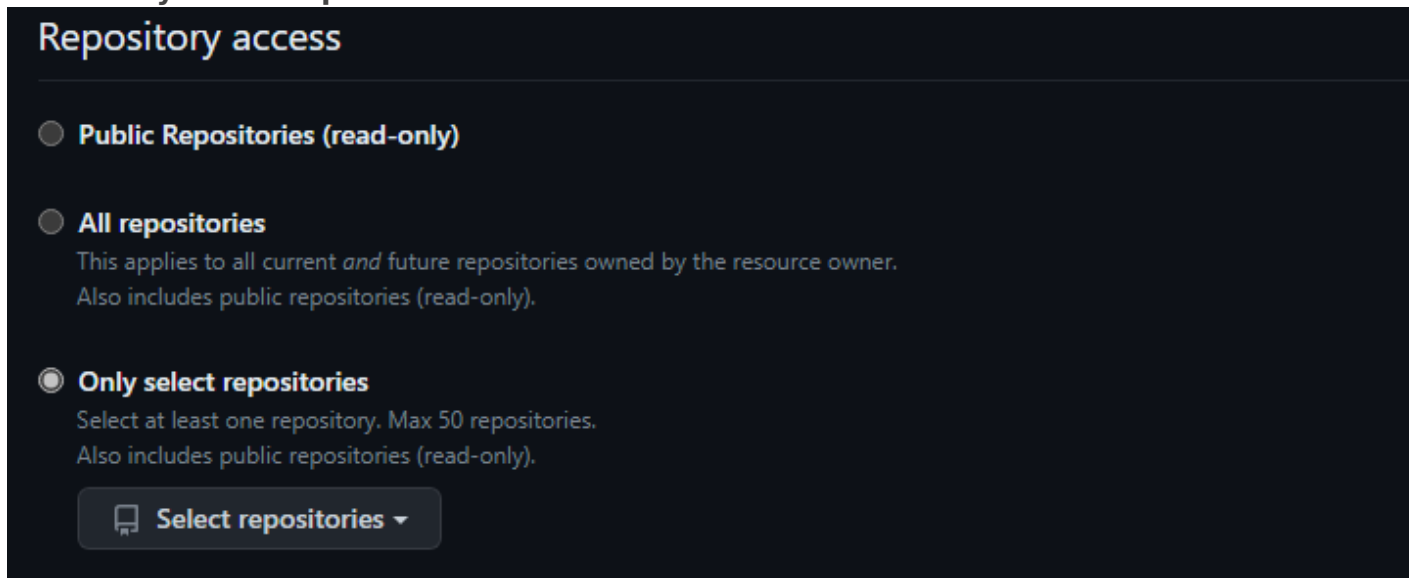 Repository access
Public Repositories (read-only)
All repositories
This applies to all current and future repositories owned by the resource owner.
Also includes public repositories (read-only).
Only select repositories
Select at least one repository. Max 50 repositories.
Also includes public repositories (read-only).
Select repositories